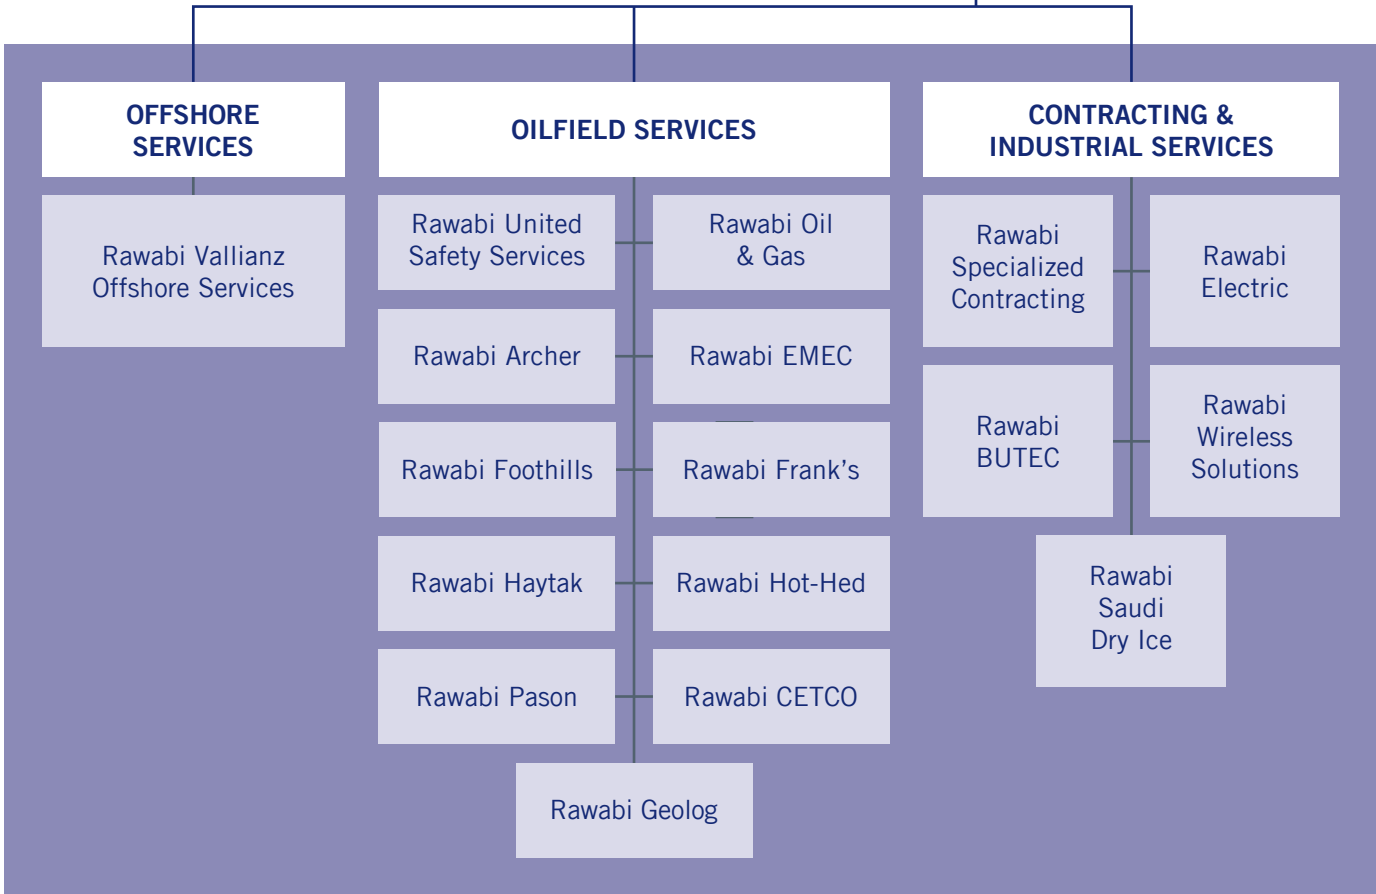 OFFSHORE
SERVICES
Rawabi Vallianz
Offshore Services
OILFIELD SERVICES
Rawabi United
Safety Services
Rawabi Oil
& Gas
Rawabi Archer
Rawabi EMEC
Rawabi Foothills
Rawabi Frank’s
Rawabi Haytak
Rawabi Hot-Hed
Rawabi Pason
Rawabi CETCO
Rawabi Geolog
CONTRACTING &
INDUSTRIAL SERVICES
Rawabi
Specialized
Contracting
Rawabi
Electric
Rawabi
BUTEC
Rawabi
Wireless
Solutions
Rawabi
Saudi
Dry Ice